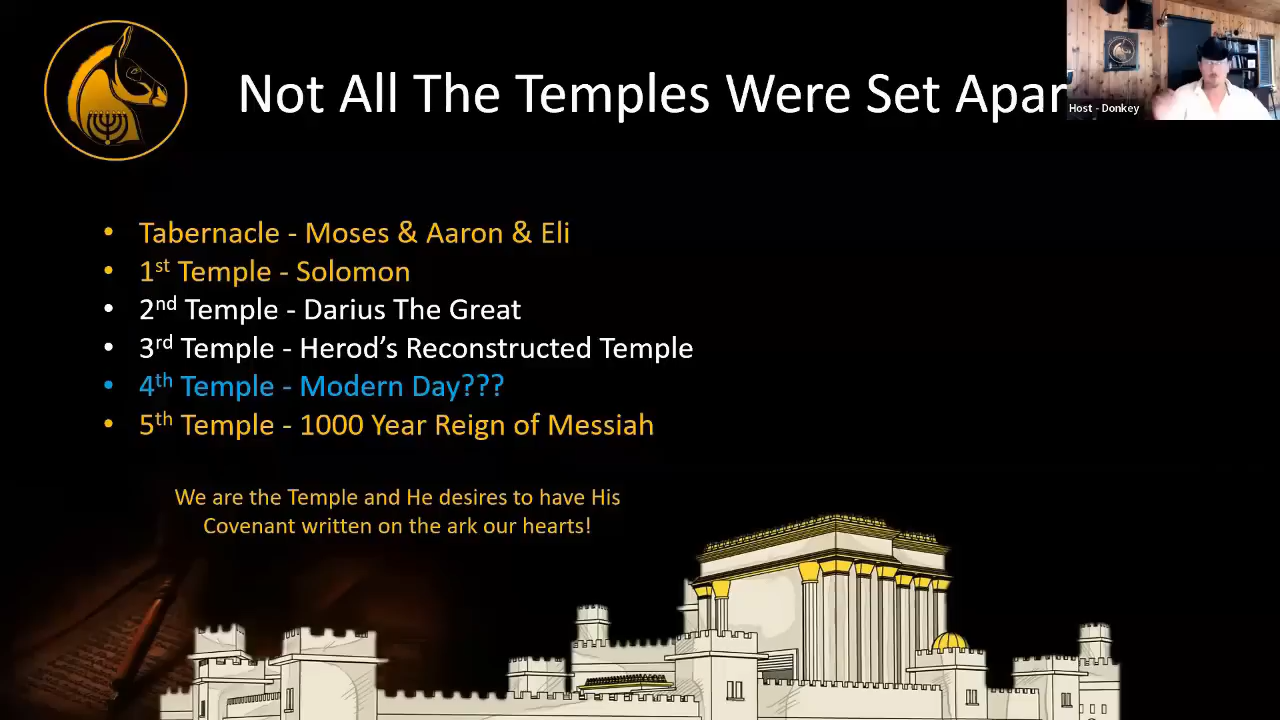 Not All The Temples Were Set Apar
Host - Donkey
• Tabernacle - Moses & Aaron & Eli
• 1st Temple - Solomon
• 2nd Temple - Darius The Great
• 3rd Temple - Herod's Reconstructed Temple
• 4th Temple - Modern Day???
• 5th Temple - 1000 Year Reign of Messiah
We are the Temple and He desires to have His
Covenant written on the ark our hearts!